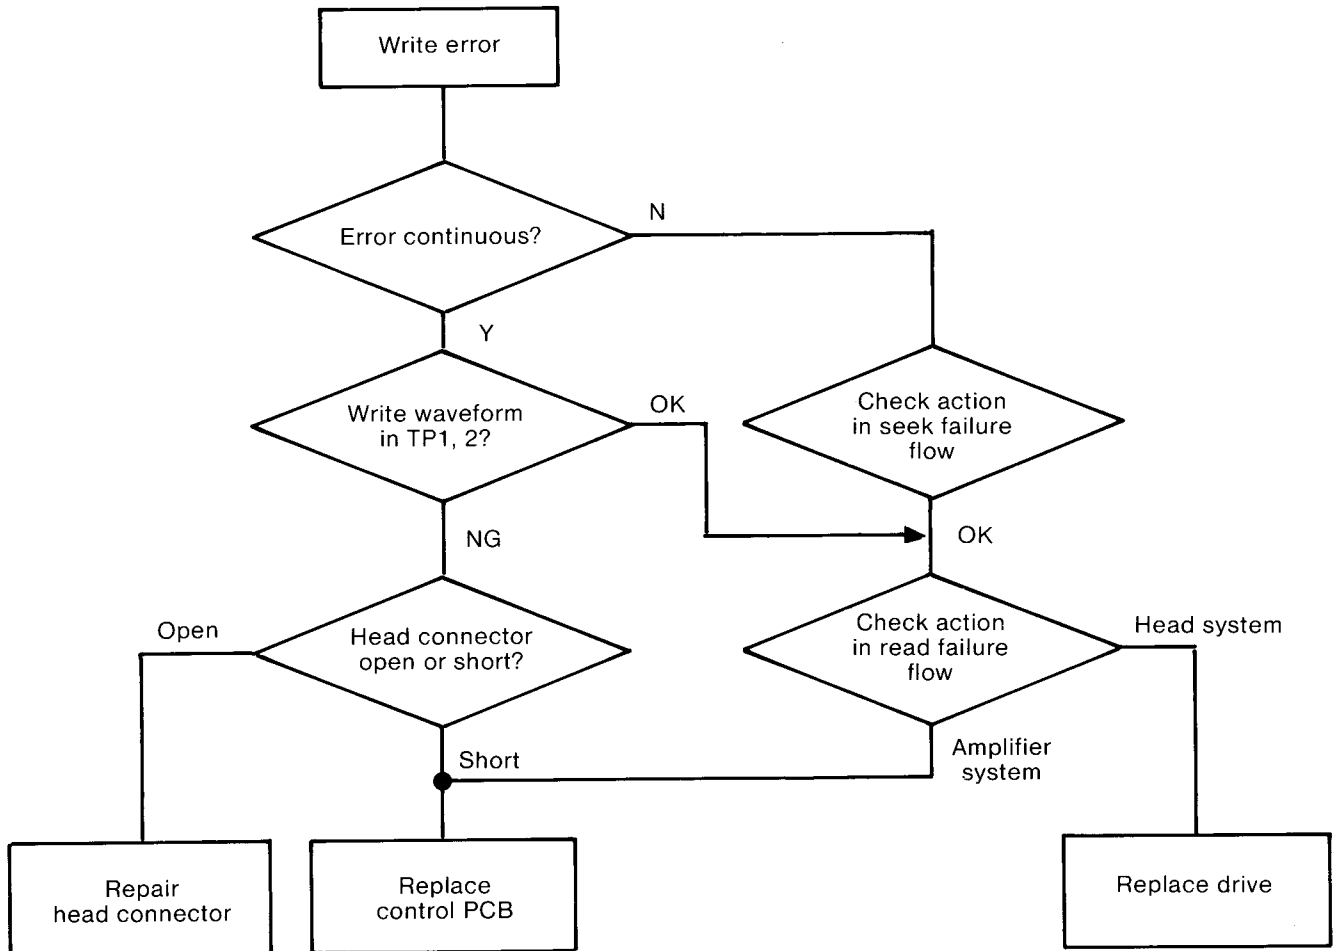 Write error
Error continuous?
N
Y
Write waveform
in TP1, 2?
OK
Check action
in seek failure
flow
NG
OK
Open
Head connector
open or short?
Check action
in read failure
flow
Head system
Short
Amplifier
system
Repair
head connector
Replace
control PCB
Replace drive